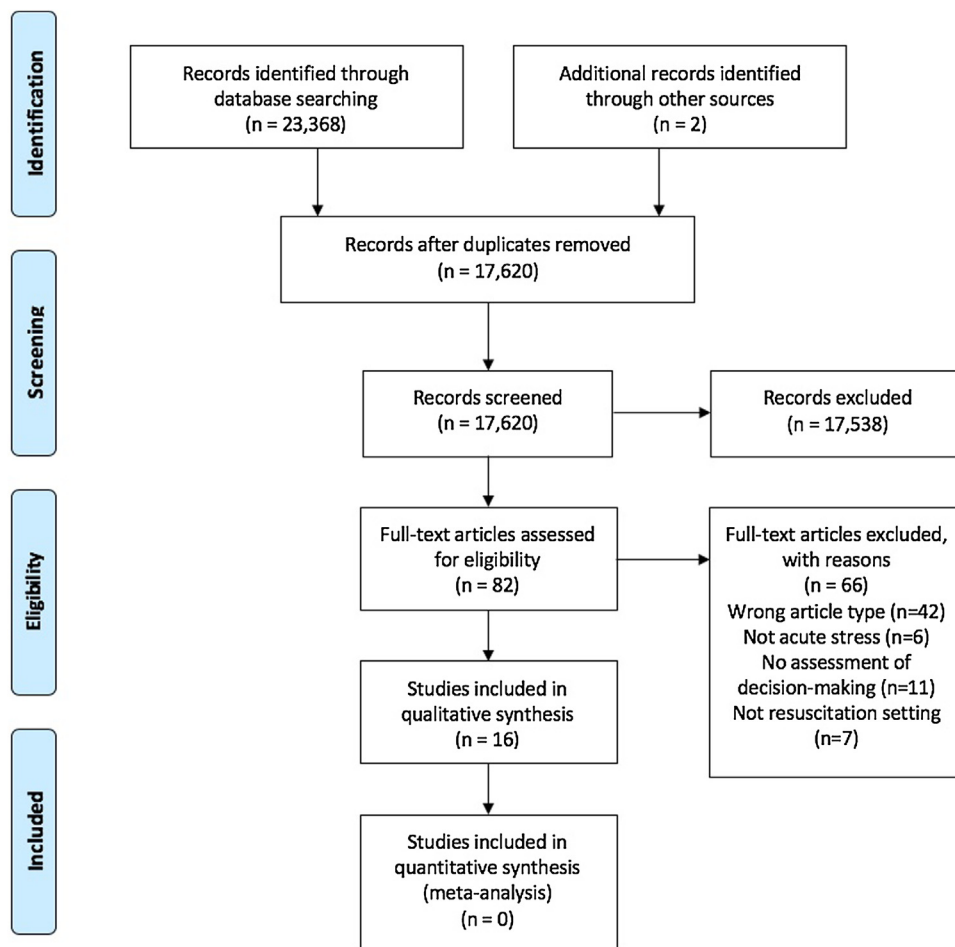 Identification
Records identified through
database searching
(n = 23,368)
Additional records identified
through other sources
(n = 2)
Records after duplicates removed
(n = 17,620)
Screening
Records screened
(n = 17,620)
Records excluded
(n = 17,538)
Eligibility
Full-text articles assessed
for eligibility
(n = 82)
Full-text articles excluded,
with reasons
(n = 66)
Wrong article type (n=42)
Not acute stress (n=6)
No assessment of
decision-making (n=11)
Not resuscitation setting
(n=7)
Studies included in
qualitative synthesis
(n = 16)
Included
Studies included in
quantitative synthesis
(meta-analysis)
(n = 0)